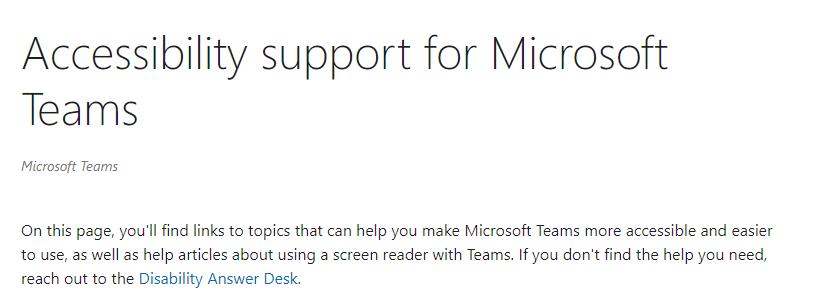 Accessibility support for Microsoft
Teams
Microsoft Teams
On this page, you'll find links to topics that can help you make Microsoft Teams more accessible and easier
to use, as well as help articles about using a screen reader with Teams. If you don't find the help you need,
reach out to the Disability Answer Desk.